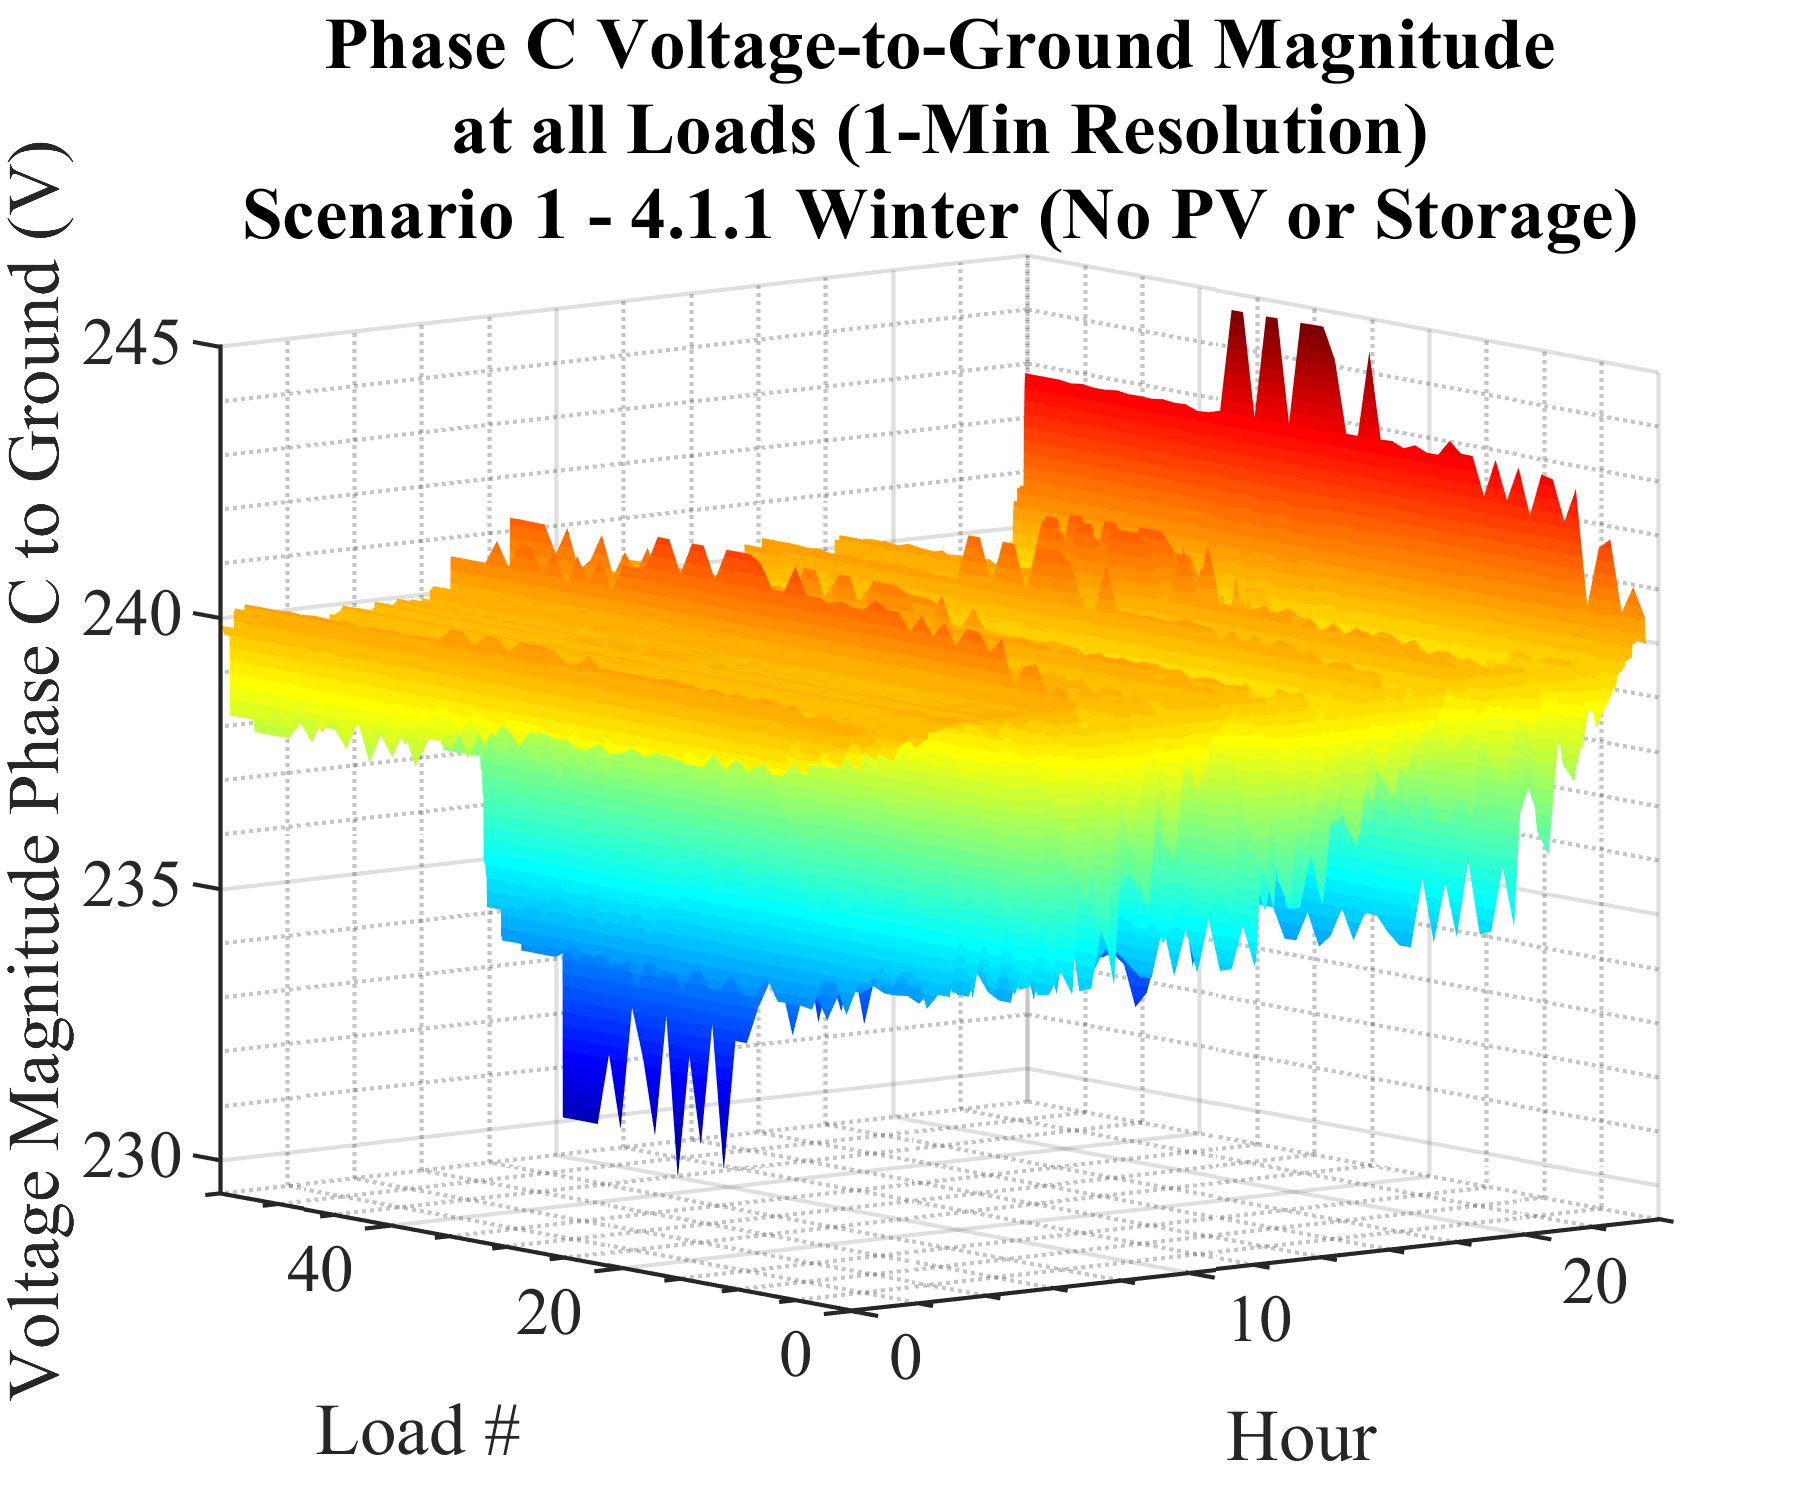 Phase C Voltage-to-Ground Magnitude
at all Loads (1-Min Resolution)
Scenario 1 - 4.1.1 Winter (No PV or Storage)
Voltage Magnitude Phase C to Ground (V)
245
240
235
230
40
20
0
0
10
20
Load #
Hour